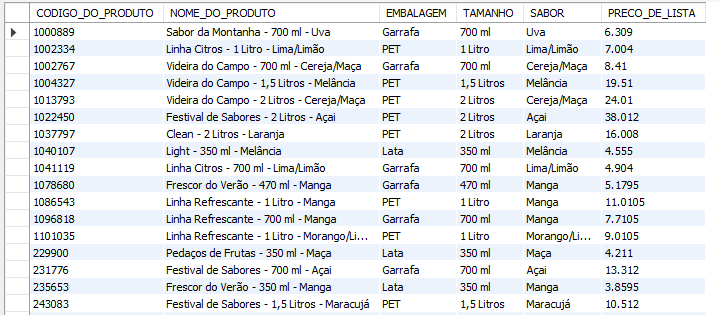 CODIGO_DO_PRODUTO NOME_DO_PRODUTO EMBALAGEM TAMANHO SABOR PRECO_DE_LISTA
1000889 Sabor da Montanha - 700 ml - Uva Garrafa 700 ml Uva 6.309
1002334 Linha Citros - 1 Litro - Lima/Limão PET 1 Litro Lima/Limão 7.004
1002767 Videira do Campo - 700 ml - Cereja/Maça Garrafa 700 ml Cereja/Maça 8.41
1004327 Videira do Campo - 1,5 Litros - Melância PET 1,5 Litros Melância 19.51
1013793 Videira do Campo - 2 Litros - Cereja/Maça PET 2 Litros Cereja/Maça 24.01
1022450 Festival de Sabores - 2 Litros - Açai PET 2 Litros Açai 38.012
1037797 Clean - 2 Litros - Laranja PET 2 Litros Laranja 16.008
1040107 Light - 350 ml - Melância Lata 350 ml Melância 4.555
1041119 Linha Citros - 700 ml - Lima/Limão Garrafa 700 ml Lima/Limão 4.904
1078680 Frescor do Verão - 470 ml - Manga Garrafa 470 ml Manga 5.1795
1086543 Linha Refrescante - 1 Litro - Manga PET 1 Litro Manga 11.0105
1096818 Linha Refrescante - 700 ml - Manga Garrafa 700 ml Manga 7.7105
1101035 Linha Refrescante - 1 Litro - Morango/Li... PET 1 Litro Morango/Li... 9.0105
229900 Pedaços de Frutas - 350 ml - Maça Lata 350 ml Maça 4.211
231776 Festival de Sabores - 700 ml - Açai Garrafa 700 ml Açai 13.312
235653 Frescor do Verão - 350 ml - Manga Lata 350 ml Manga 3.8595
243083 Festival de Sabores - 1,5 Litros - Maracujá PET 1,5 Litros Maracujá 10.512